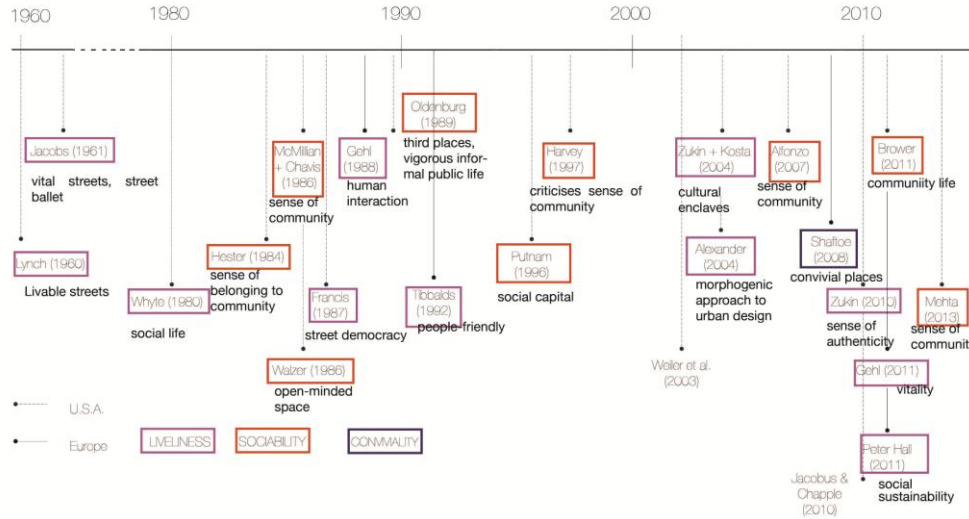 1960
1980
1990
2000
2010
Oldenburg
(1989)
third places,
vigorous infor-
mal public life
Jacobs (1961)
vital streets, street
ballet
McMillian
+ Chavis
(1986)
sense of
community
Gehl
(1988)
human
interaction
Harvey
(1997)
criticises sense of
community
Zukin + Kosta
(2004)
cultural
enclaves
Alfonzo
(2007)
sense of
community
Brower
(2011)
communiity life
Lynch (1960)
Livable streets
Hester (1984)
sense of
belonging to
community
Putnam
(1996)
social capital
Alexander
(2004)
morphogenic
approach to
urban design
Shaftoe
(2008)
convivial places
Whyte (1980)
social life
Francis
(1987)
street democracy
Tibbalds
(1992)
people-friendly
Zukin (2010)
sense of
authenticity
Mehta
(2013)
sense of
communit
Walzer (1986)
open-minded
space
Weiler et al.
(2003)
Gehl (2011)
vitality
U.S.A.
Europe
LIVELINESS
SOCIABILITY
CONVIVIALITY
Peter Hall
(2011)
social
sustainability
Jacobus &
Chapple
(2010)